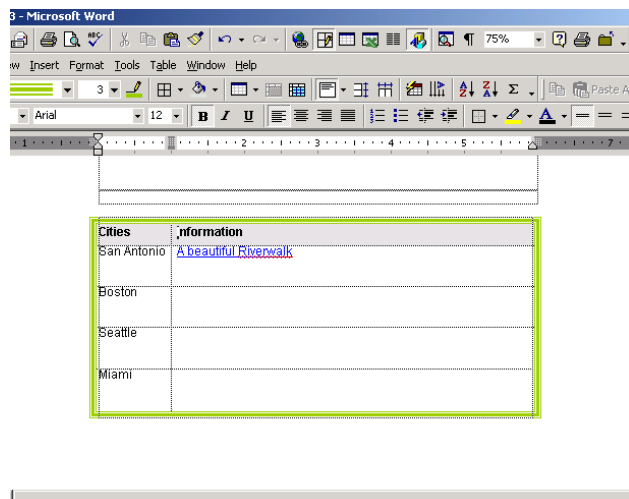 3 - Microsoft Word
75%
ew Insert Format Tools Table Window Help
3 Paste A
Arial 12 B I U A
1 2 3 4 5 7
Cities nformation
San Antonio A beautiful Riverwalk
Boston
Seattle
Miami